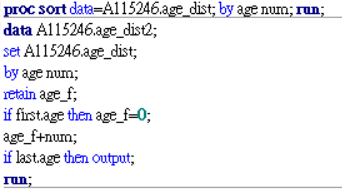 proc sort data=A115246.age_dist; by age num; run;
data A115246.age_dist2;
set A115246.age_dist;
by age num;
retain age_f;
if first.age then age_f=0;
age_f+num;
if last.age then output;
run;